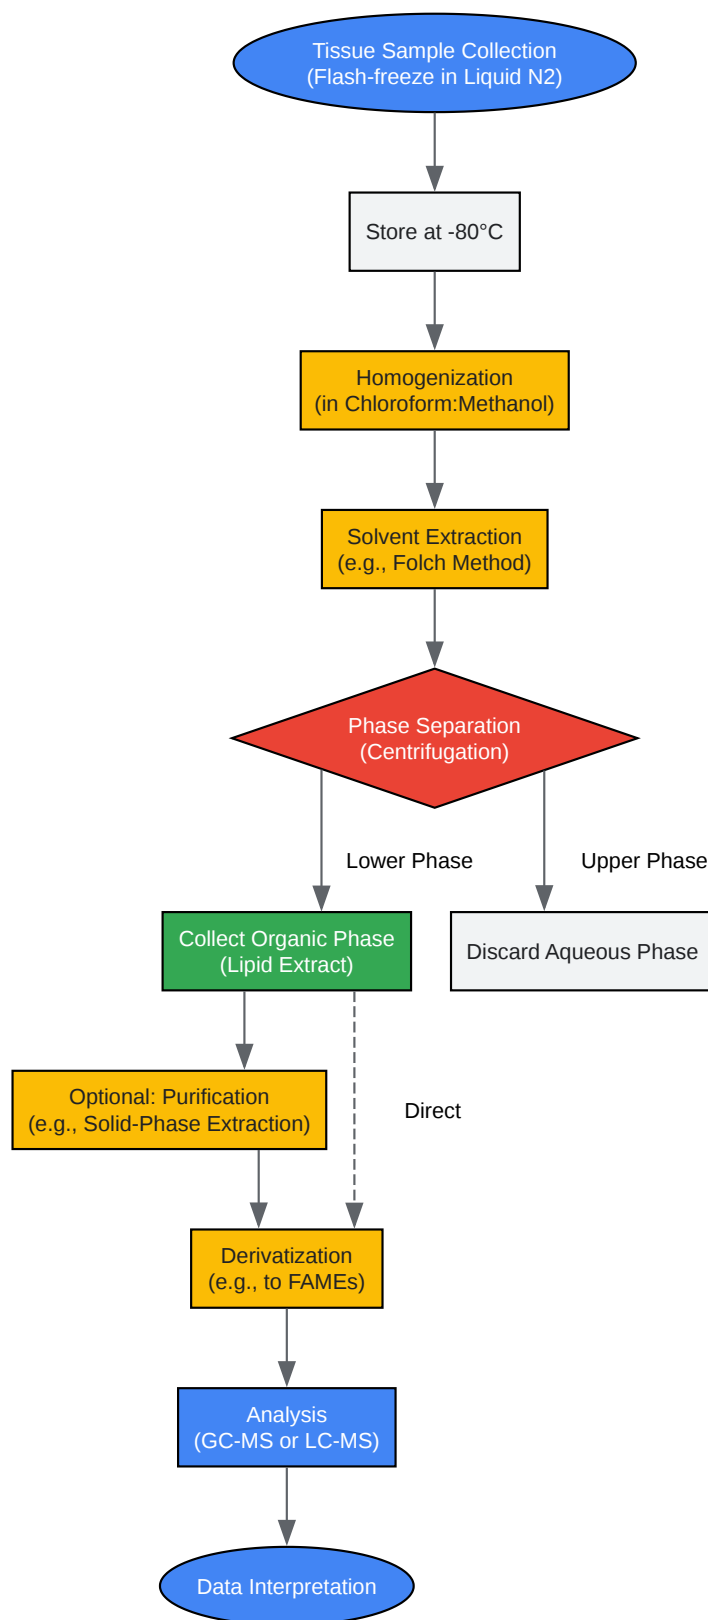 Tissue Sample Collection
(Flash-freeze in Liquid N2)
Store at -80°C
Homogenization
(in Chloroform:Methanol)
Solvent Extraction
(e.g., Folch Method)
Phase Separation
(Centrifugation)
Lower Phase
Upper Phase
Collect Organic Phase
(Lipid Extract)
Discard Aqueous Phase
Optional: Purification
(e.g., Solid-Phase Extraction)
Direct
Derivatization
(e.g., to FAMEs)
Analysis
(GC-MS or LC-MS)
Data Interpretation